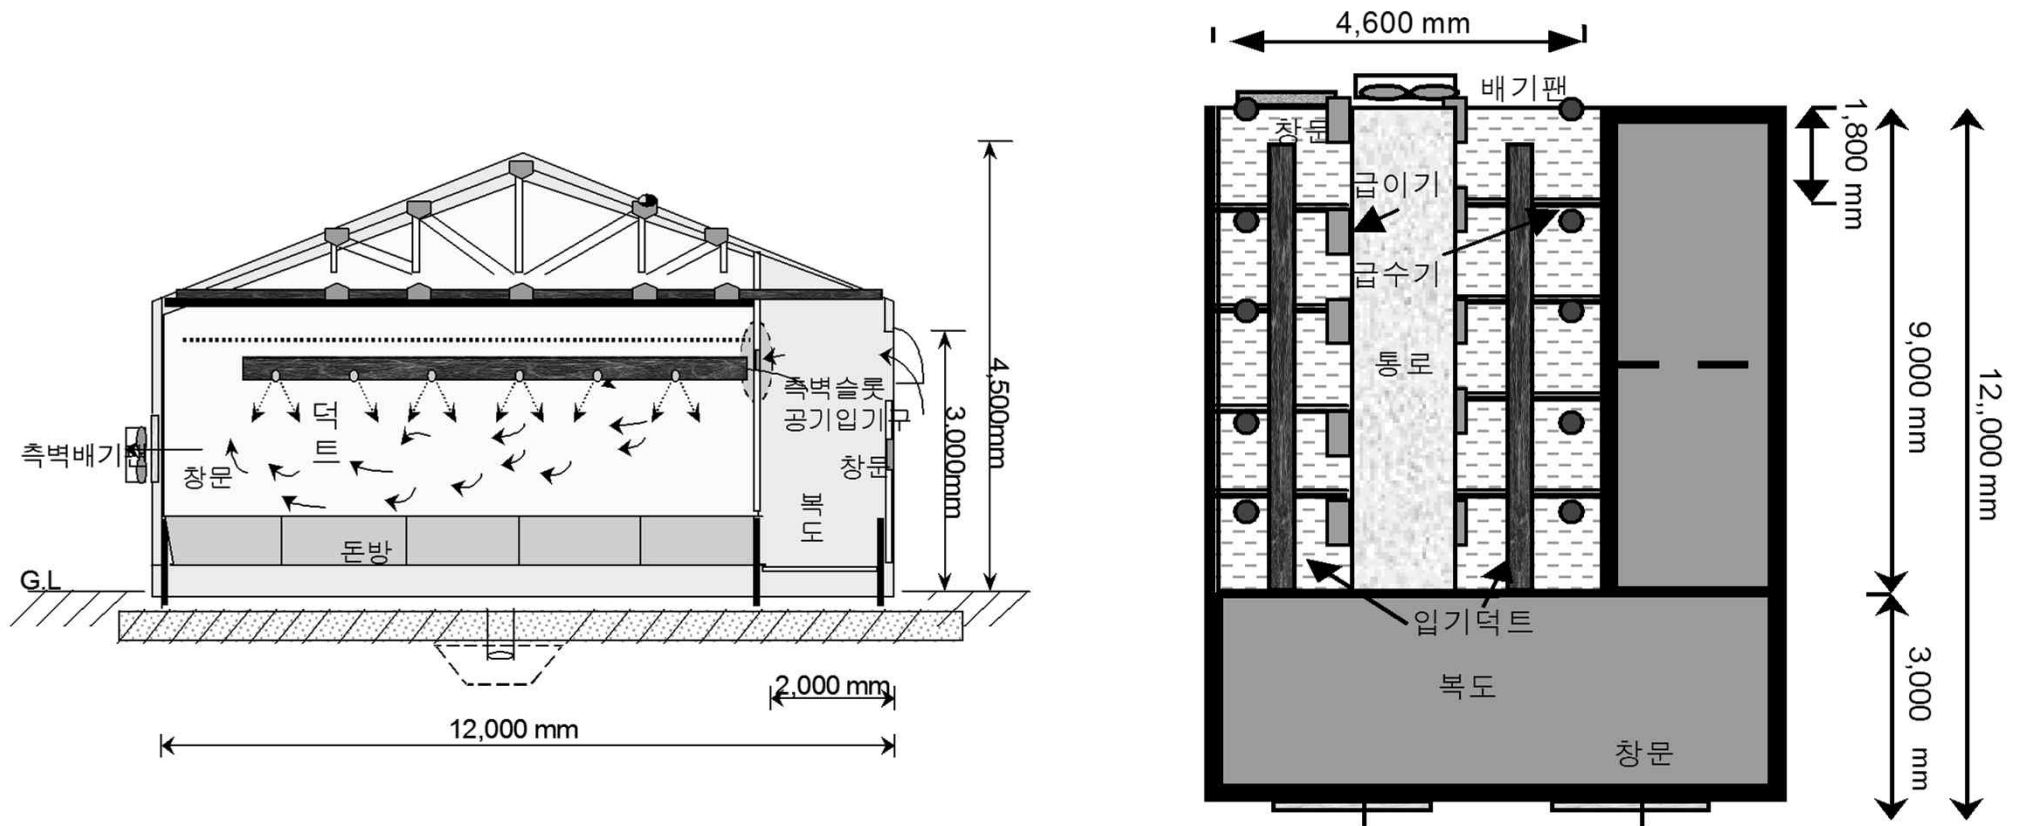 4,500mm
3,000mm
측벽슬롯
공기입기구
덕
트
측벽배기팬
창문
창문
복
도
돈방
G.L
2,000 mm
12,000 mm
4,600 mm
배기팬
창문
급이기
급수기
통로
입기덕트
복도
창문
1,800 mm
9,000 mm
3,000 mm
12,,000 mm